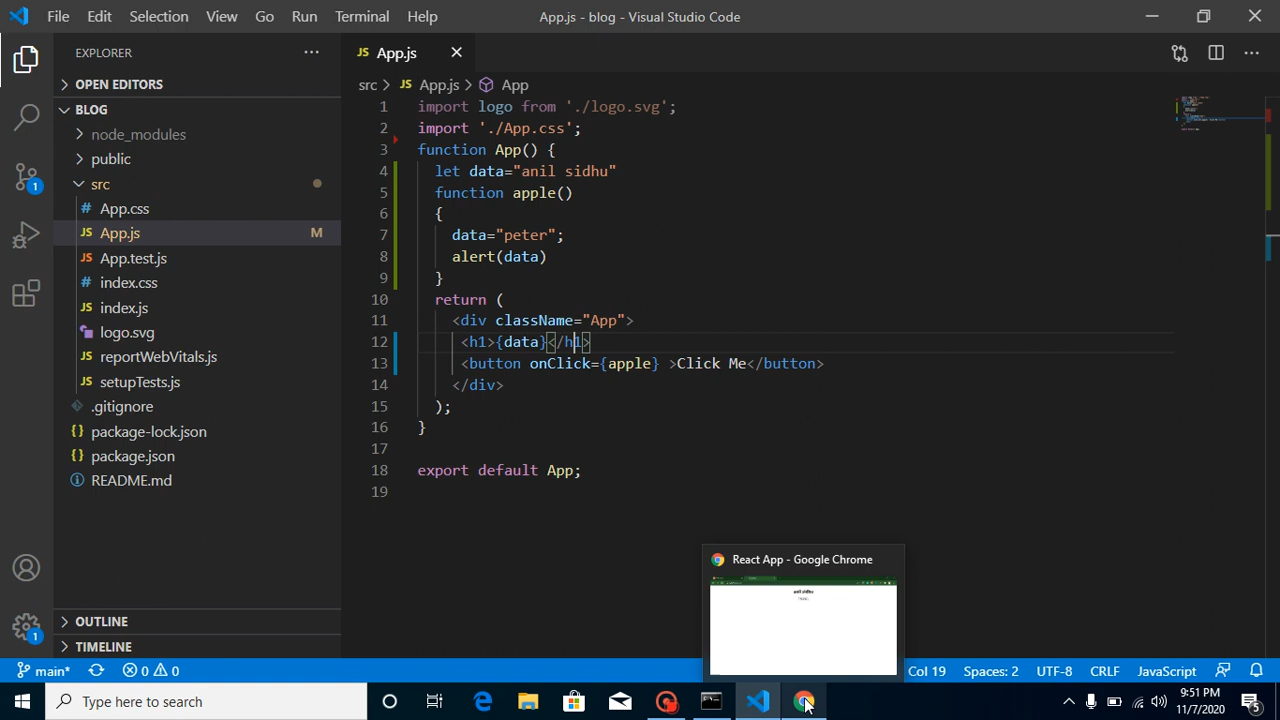 File Edit Selection View Go Run Terminal Help
App.js - blog - Visual Studio Code
EXPLORER
OPEN EDITORS
BLOG
node_modules
public
src
App.css
App.js M
App.test.js
index.css
index.js
logo.svg
reportWebVitals.js
setupTests.js
.gitignore
package-lock.json
package.json
README.md
OUTLINE
TIMELINE
JS App.js
src JS App.js App
1 import logo from './logo.svg';
2 import './App.css';
3 function App() {
4 let data="anil sidhu"
5 function apple()
6 {
7 data="peter";
8 alert(data)
9 }
10 return (
11 <div className="App">
12 <h1>{data}</h1>
13 <button onClick={apple} >Click Me</button>
14 </div>
15 );
16 }
17
18 export default App;
19
React App - Google Chrome
1
1
main* 0 0
Col 19 Spaces: 2 UTF-8 CRLF JavaScript
Type here to search
9:51 PM
11/7/2020